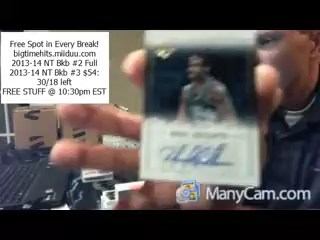 Free Spot in Every Break!
bigtimehits.miiduu.com
2013-14 NT Bkb #2 Full
2013-14 NT Bkb #3 $54:
30/18 left
FREE STUFF @ 10:30pm EST
ManyCam.com